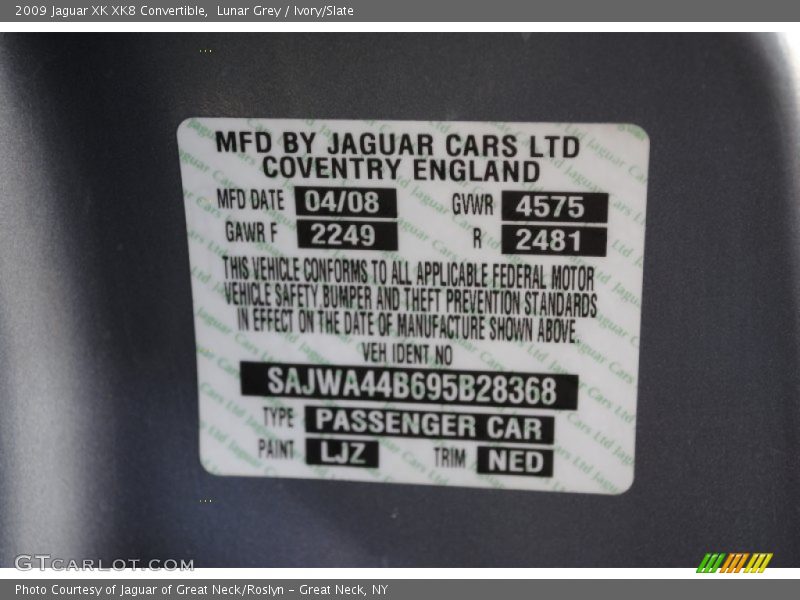 2009 Jaguar XK XK8 Convertible,  Lunar Grey / Ivory/Slate
MFD BY JAGUAR CARS LTD
COVENTRY ENGLAND
MFD DATE 04/08 GVWR 4575
GAWR F 2249 R 2481
THIS VEHICLE CONFORMS TO ALL APPLICABLE FEDERAL MOTOR
VEHICLE SAFETY BUMPER AND THEFT PREVENTION STANDARDS
IN EFFECT ON THE DATE OF MANUFACTURE SHOWN ABOVE.
VEH IDENT NO
SAJWA44B695B28368
TYPE PASSENGER CAR
PAINT LJZ TRIM NED
GTCARLOT.COM
Photo Courtesy of Jaguar of Great Neck/Roslyn – Great Neck, NY